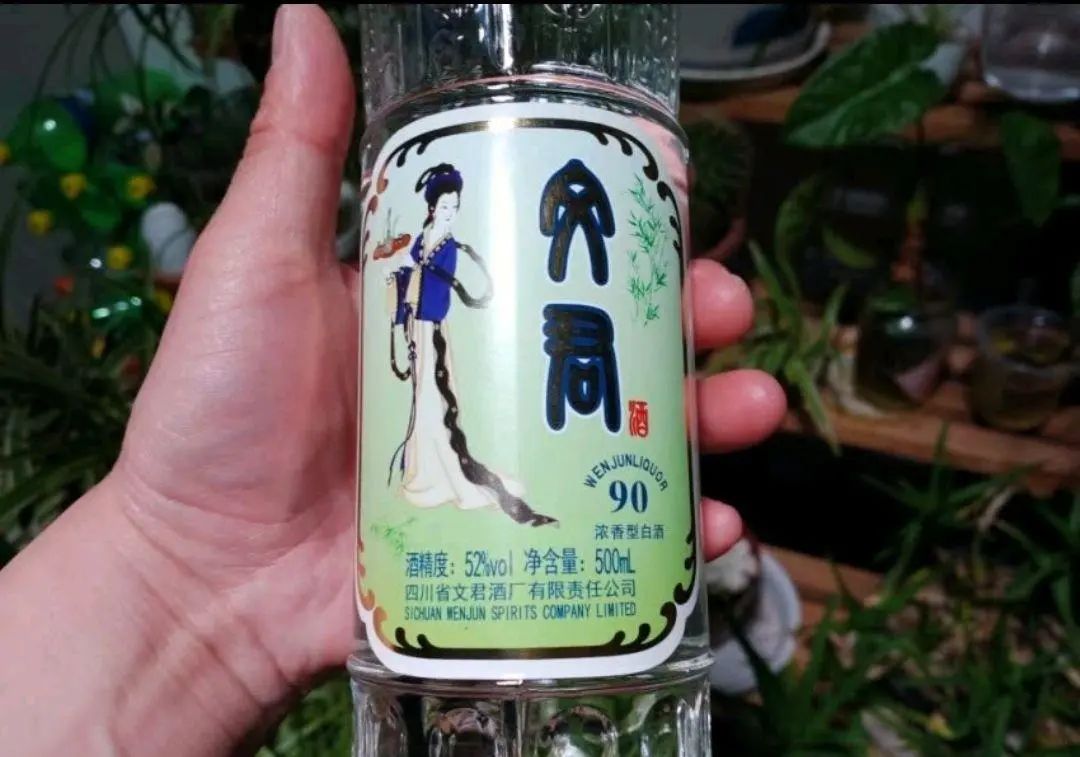 文君
酒
WENJUNLIQUOR
90
浓香型白酒
酒精度：52%vol 净含量：500mL
四川省文君酒厂有限责任公司
SICHUAN WENJUN SPIRITS COMPANY LIMITED